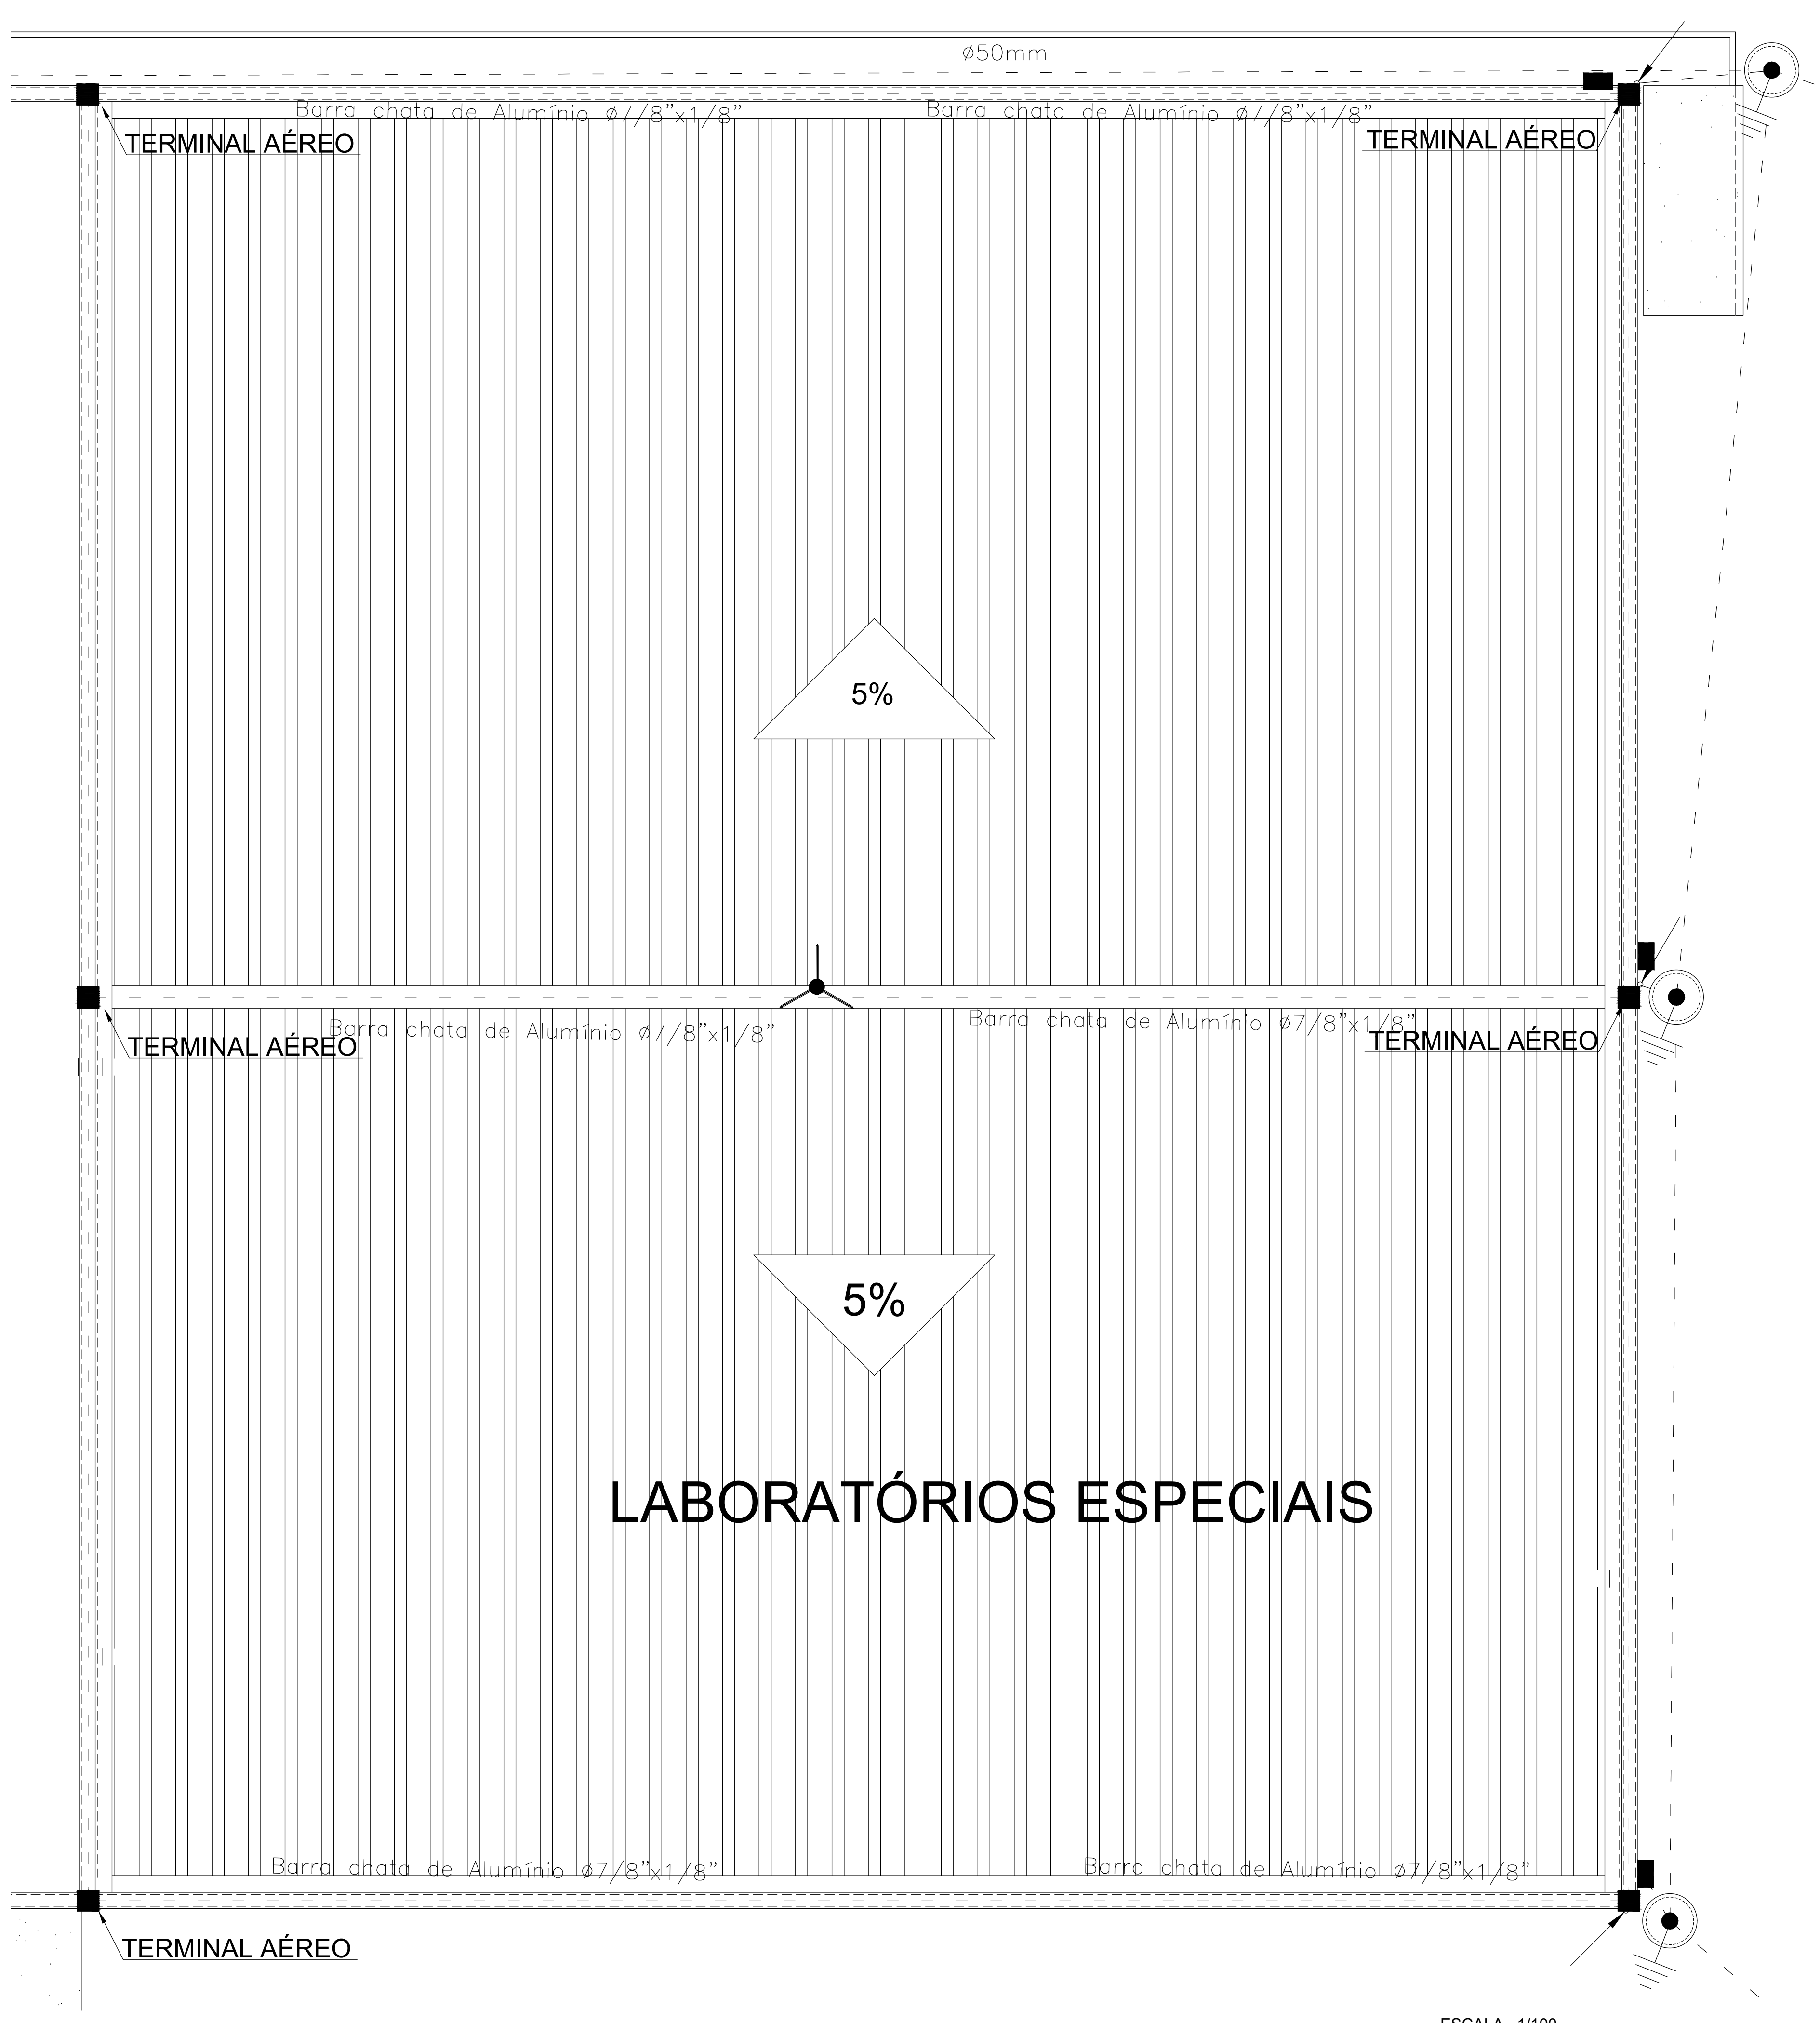 ø50mm
Barra chata de Alumínio ø7/8"x1/8"
Barra chata de Alumínio ø7/8"x1/8"
TERMINAL AÉREO
TERMINAL AÉREO
5%
Barra chata de Alumínio ø7/8"x1/8"
Barra chata de Alumínio ø7/8"x1/8"
TERMINAL AÉREO
TERMINAL AÉREO
5%
LABORATÓRIOS ESPECIAIS
Barra chata de Alumínio ø7/8"x1/8"
Barra chata de Alumínio ø7/8"x1/8"
TERMINAL AÉREO
ESCALA 1/100